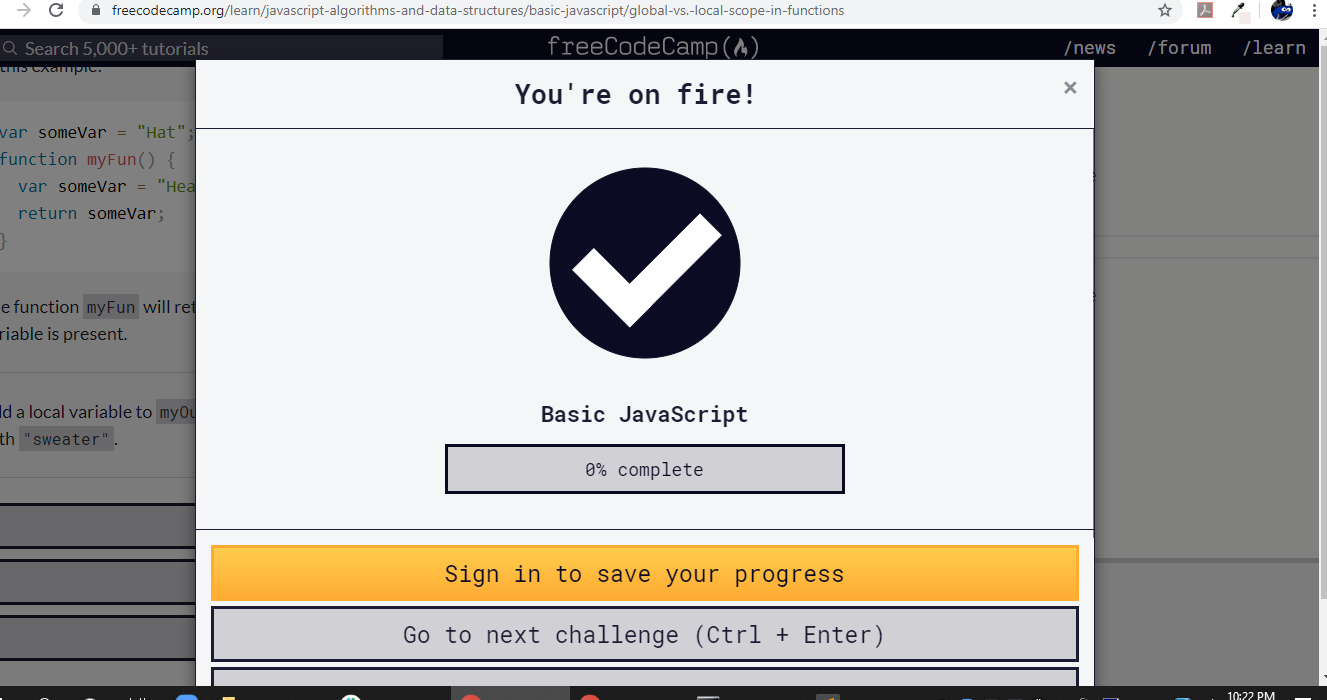 freecodecamp.org/learn/javascript-algorithms-and-data-structures/basic-javascript/global-vs.-local-scope-in-functions
Search 5,000+ tutorials
freeCodeCamp
/news /forum /learn
this example:
You're on fire!
×
var someVar = "Hat";
function myFun() {
var someVar = "Hea
return someVar;
}
e function myFun will ret
riable is present.
Basic JavaScript
ld a local variable to myOu
th "sweater".
0% complete
Sign in to save your progress
Go to next challenge (Ctrl + Enter)
10:22 PM